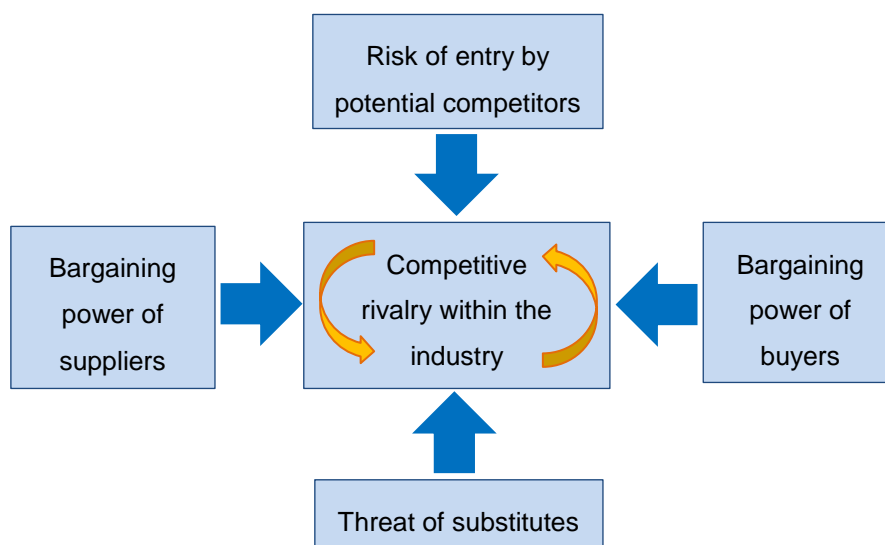 Risk of entry by
potential competitors
Bargaining
power of
suppliers
Competitive
rivalry within the
industry
Bargaining
power of
buyers
Threat of substitutes